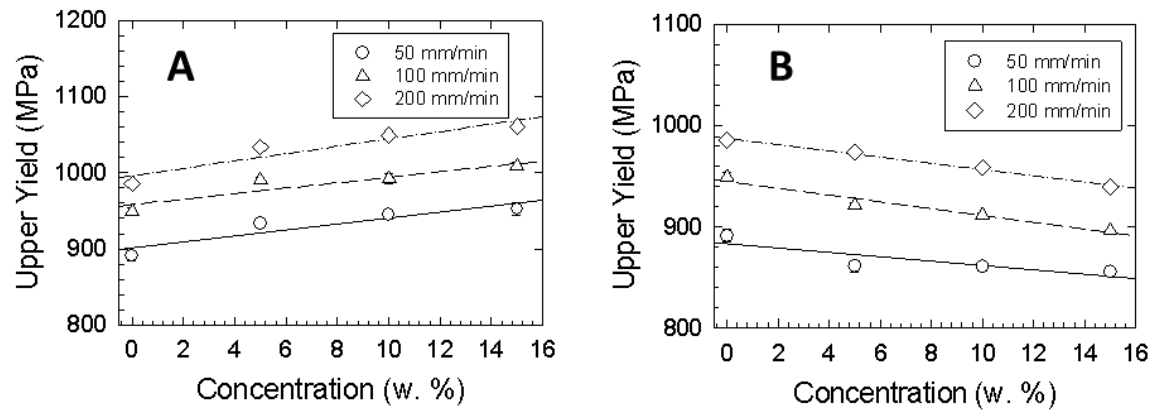 A
50 mm/min
100 mm/min
200 mm/min
Upper Yield (MPa)
1200
1100
1000
900
800
0 2 4 6 8 10 12 14 16
Concentration (w. %)
B
50 mm/min
100 mm/min
200 mm/min
Upper Yield (MPa)
1100
1000
900
800
0 2 4 6 8 10 12 14 16
Concentration (w. %)